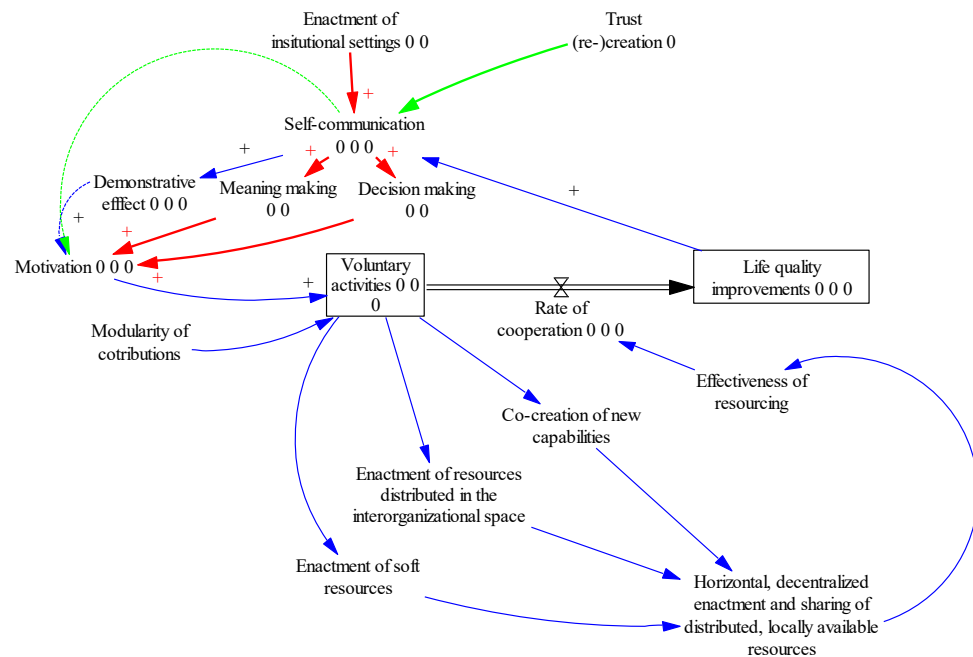 Enactment of
insitutional settings 0 0
Trust
(re-)creation 0
+
Self-communication
0 0 0
+
+
+
Demonstrative
efffect 0 0 0
Meaning making
0 0
Decision making
0 0
+
+
+
Motivation 0 0 0
+
+
Voluntary
activities 0 0
0
Life quality
improvements 0 0 0
Rate of
cooperation 0 0 0
Modularity of
cotributions
Effectiveness of
resourcing
Co-creation of new
capabilities
Enactment of resources
distributed in the
interorganizational space
Enactment of soft
resources
Horizontal, decentralized
enactment and sharing of
distributed, locally available
resources